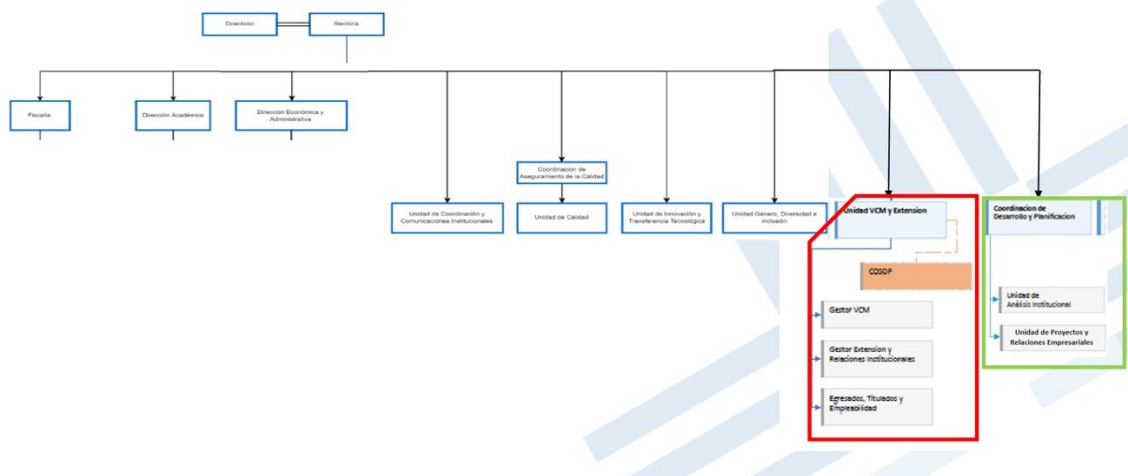 Directorio
Rectoría
Fiscalía
Dirección Académica
Dirección Económica y
Administrativa
Coordinación de
Aseguramiento de la Calidad
Unidad de Coordinación y
Comunicaciones Institucionales
Unidad de Calidad
Unidad de Innovación y
Transferencia Tecnológica
Unidad Género, Diversidad e
inclusión
Unidad VCM y Extension
Coordinacion de
Desarrollo y Planificacion
COSOP
Gestor VCM
Gestor Extension y
Relaciones Institucionales
Egresados, Titulados y
Empleabilidad
Unidad de
Análisis Institucional
Unidad de Proyectos y
Relaciones Empresariales